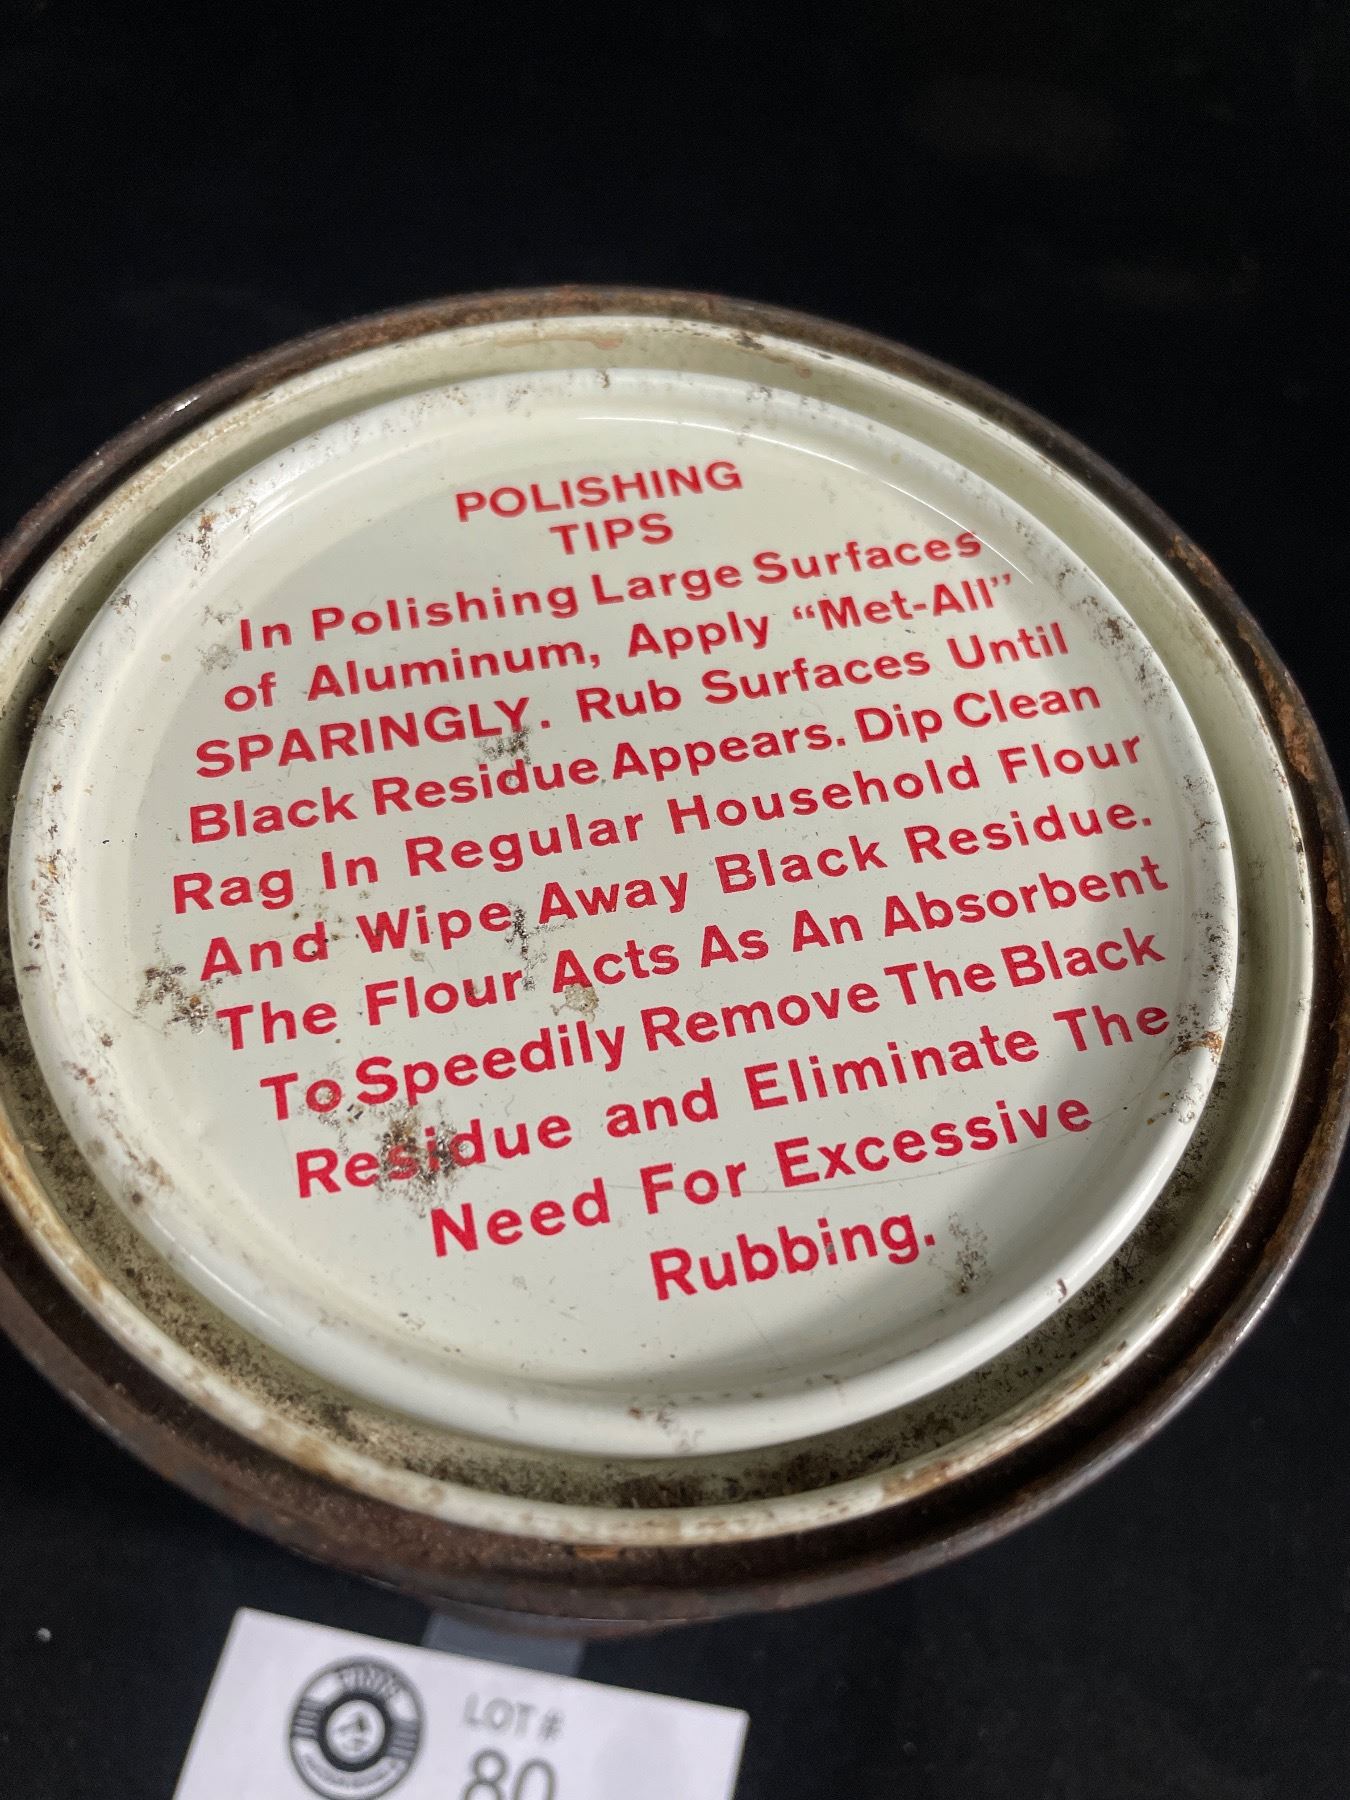 POLISHING
TIPS
In Polishing Large Surfaces
of Aluminum, Apply “Met-All”
SPARINGLY. Rub Surfaces Until
Black Residue Appears. Dip Clean
Rag In Regular Household Flour
And Wipe Away Black Residue.
The Flour Acts As An Absorbent
To Speedily Remove The Black
Residue and Eliminate The
Need For Excessive
Rubbing.
LOT #
80